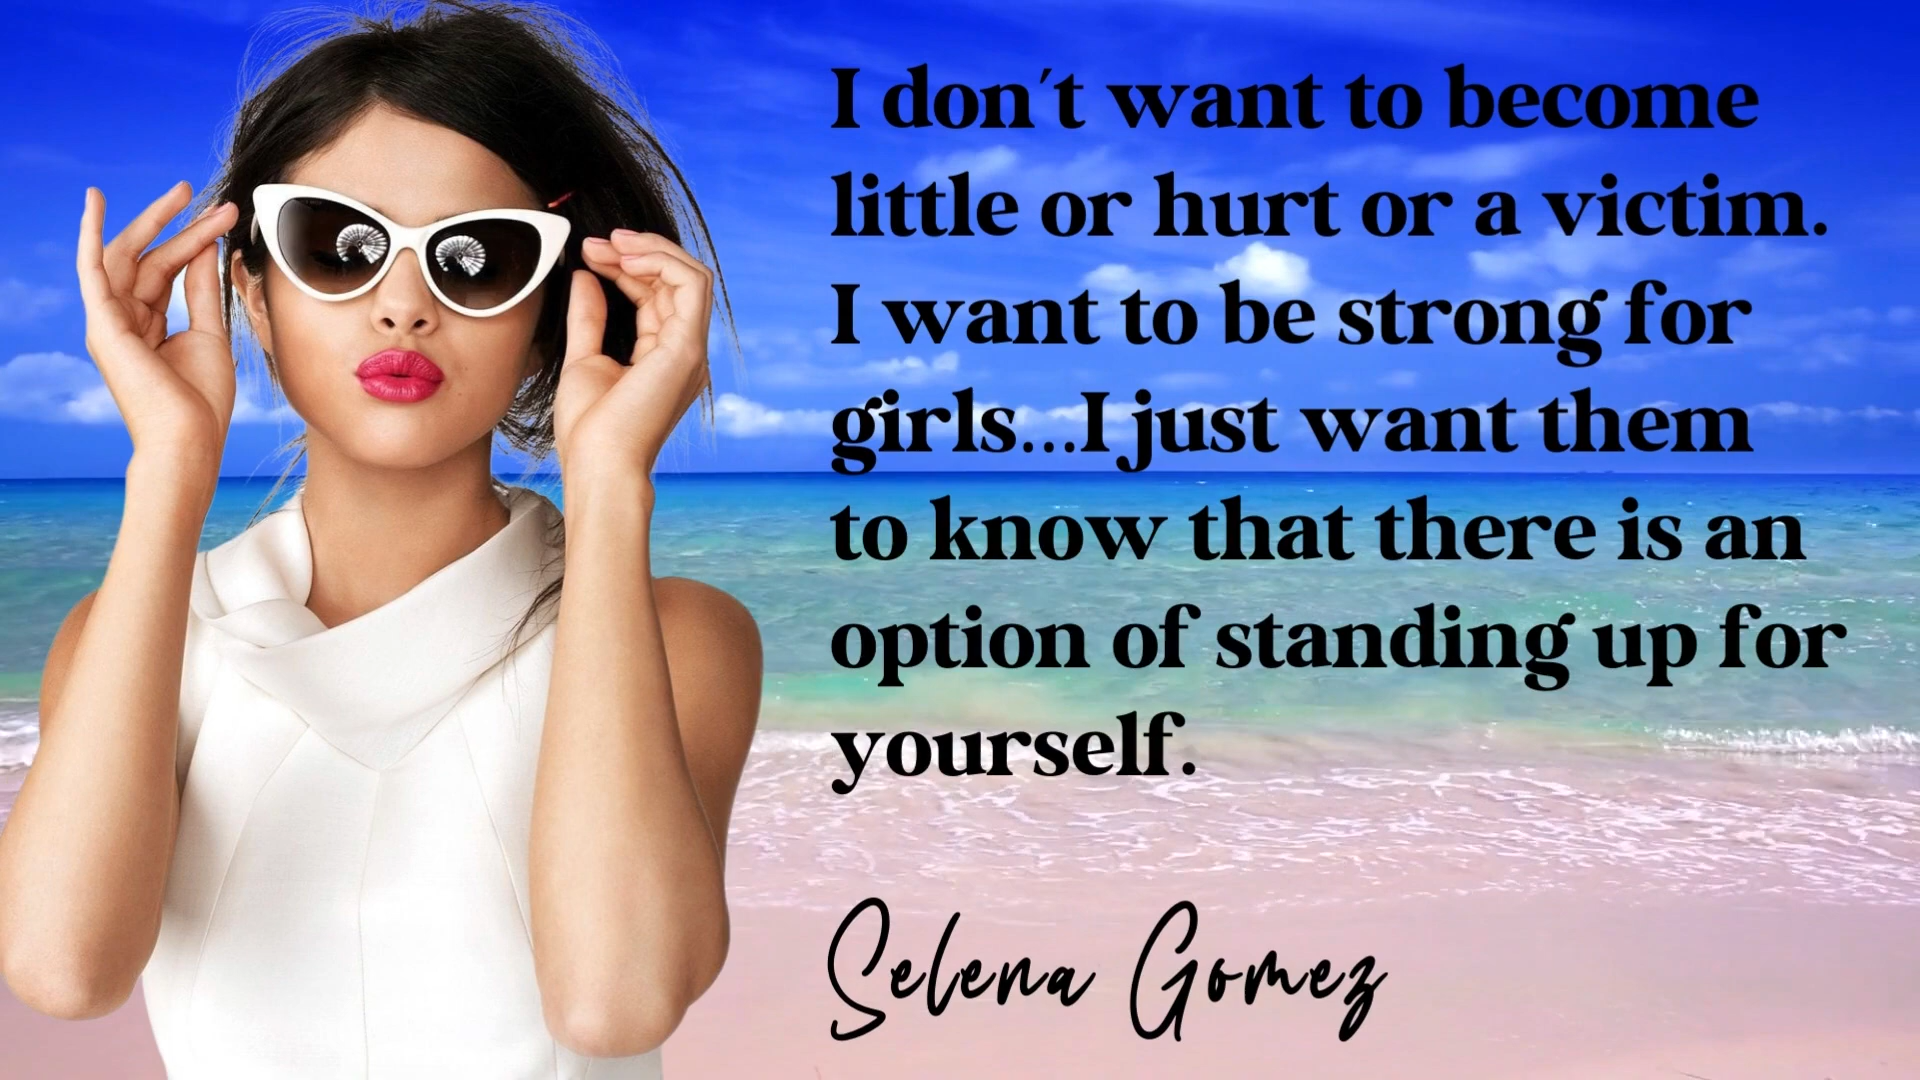 I don't want to become
little or hurt or a victim.
I want to be strong for
girls...I just want them
to know that there is an
option of standing up for
yourself.
Selena Gomez